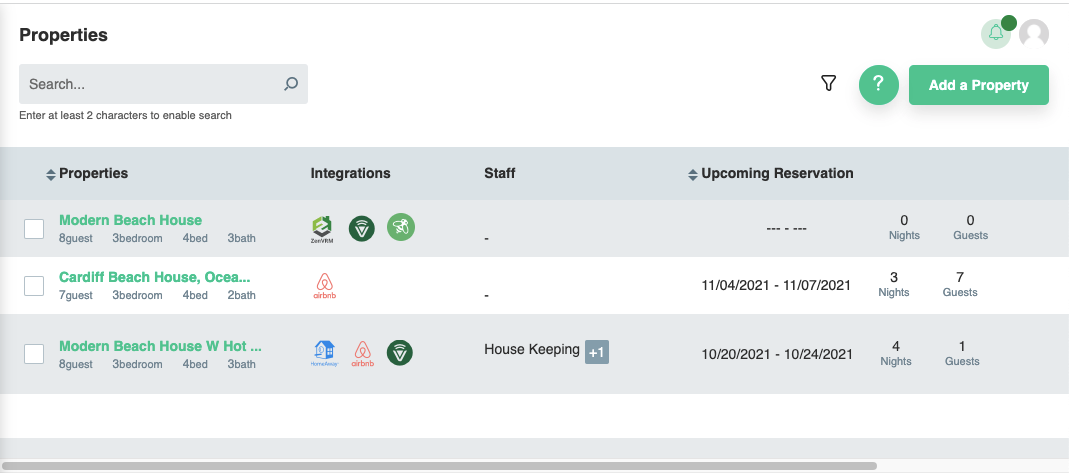 Properties
Search...
?
Add a Property
Enter at least 2 characters to enable search
Properties Integrations Staff Upcoming Reservation
Modern Beach House
8guest 3bedroom 4bed 3bath
ZenVRM
-
--- - ---
0 Nights
0 Guests
Cardiff Beach House, Ocea...
7guest 3bedroom 4bed 2bath
airbnb
-
11/04/2021 - 11/07/2021
3 Nights
7 Guests
Modern Beach House W Hot ...
8guest 3bedroom 4bed 3bath
HomeAway
airbnb
House Keeping +1
10/20/2021 - 10/24/2021
4 Nights
1 Guests